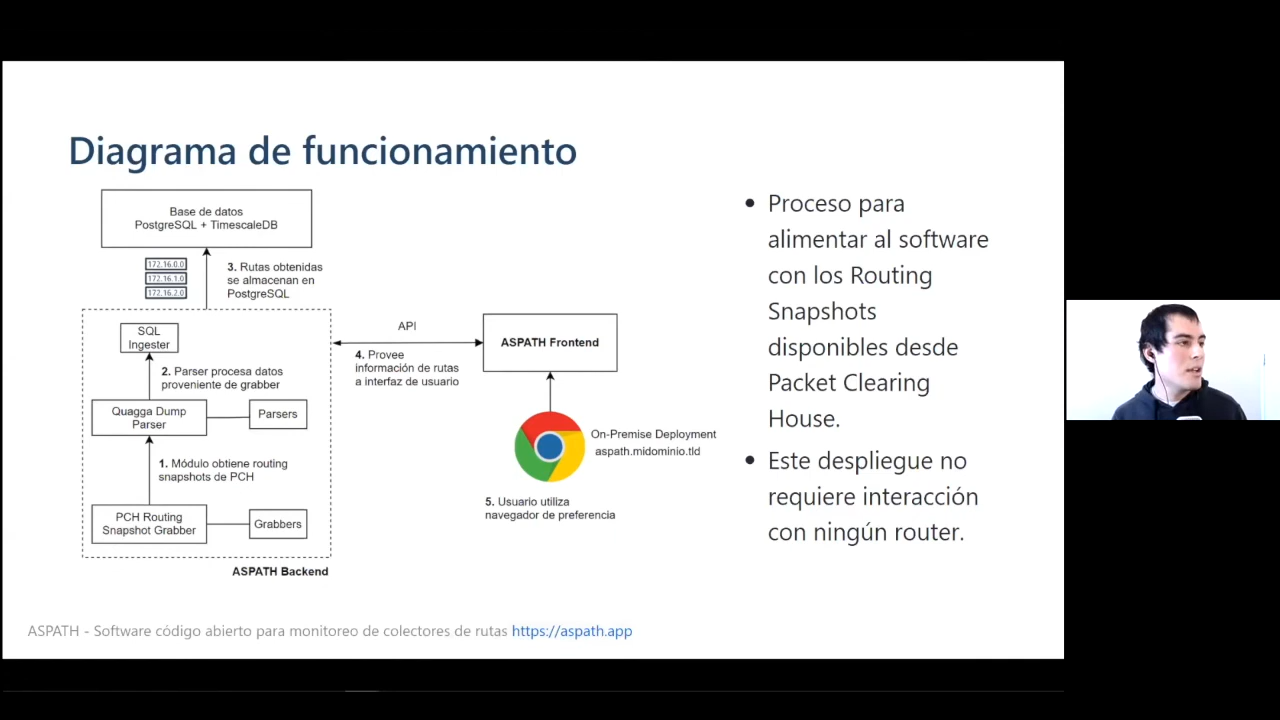 Diagrama de funcionamiento
Base de datos
PostgreSQL + TimescaleDB
172.16.0.0
172.16.1.0
172.16.2.0
3. Rutas obtenidas
se almacenan en
PostgreSQL
SQL
Ingester
2. Parser procesa datos
proveniente de grabber
Quagga Dump
Parser
Parsers
1. Módulo obtiene routing
snapshots de PCH
PCH Routing
Snapshot Grabber
Grabbers
ASPATH Backend
API
4. Provee
información de rutas
a interfaz de usuario
ASPATH Frontend
On-Premise Deployment
aspath.midominio.tld
5. Usuario utiliza
navegador de preferencia
• Proceso para
alimentar al software
con los Routing
Snapshots
disponibles desde
Packet Clearing
House.
• Este despliegue no
requiere interacción
con ningún router.
ASPATH - Software código abierto para monitoreo de colectores de rutas https://aspath.app